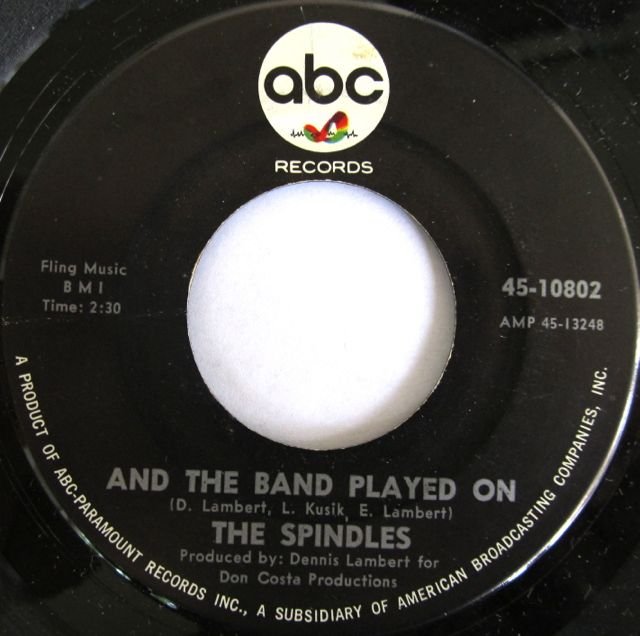 abc
RECORDS
Fling Music
B M I
Time: 2:30
45-10802
AMP 45-13248
AND THE BAND PLAYED ON
(D. Lambert, L. Kusik, E. Lambert)
THE SPINDLES
Produced by: Dennis Lambert for
Don Costa Productions
A PRODUCT OF ABC-PARAMOUNT RECORDS INC., A SUBSIDIARY OF AMERICAN BROADCASTING COMPANIES, INC.